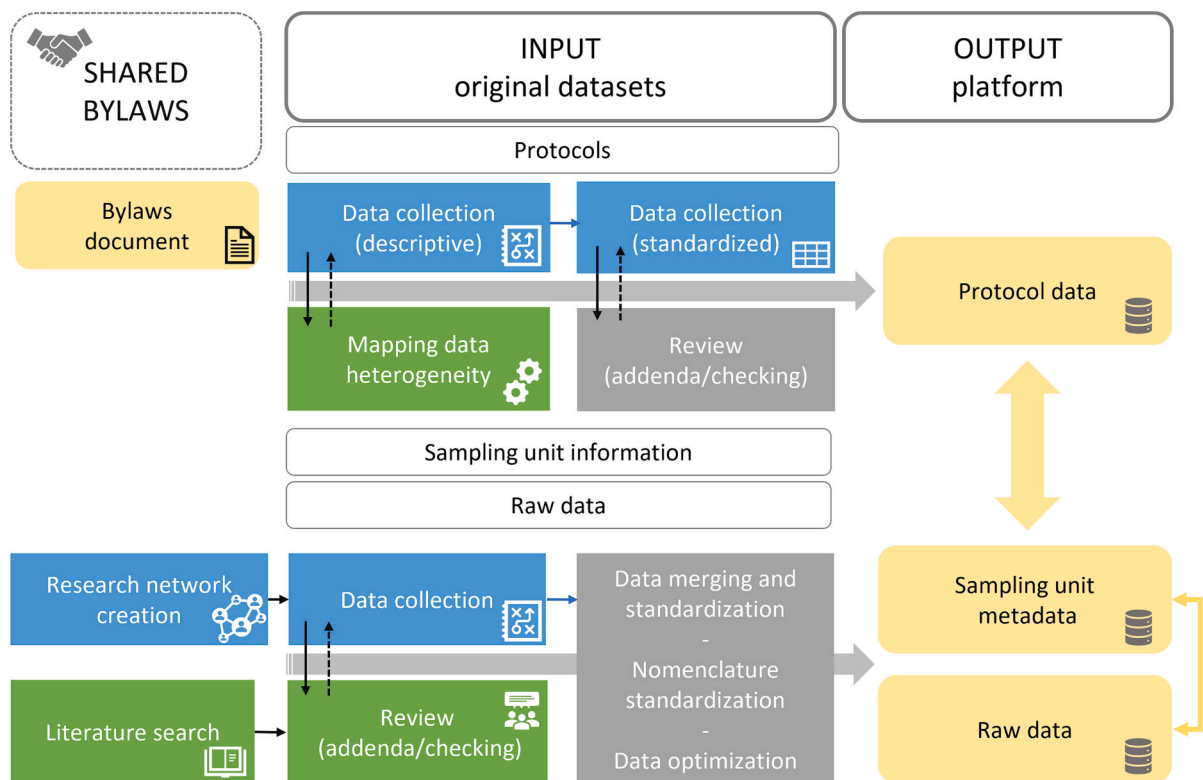 SHARED
BYLAWS
INPUT
original datasets
OUTPUT
platform
Protocols
Bylaws
document
Data collection
(descriptive)
Data collection
(standardized)
Mapping data
heterogeneity
Review
(addenda/checking)
Protocol data
Sampling unit information
Raw data
Research network
creation
Data collection
Data merging and
standardization
-
Nomenclature
standardization
-
Data optimization
Literature search
Review
(addenda/checking)
Sampling unit
metadata
Raw data